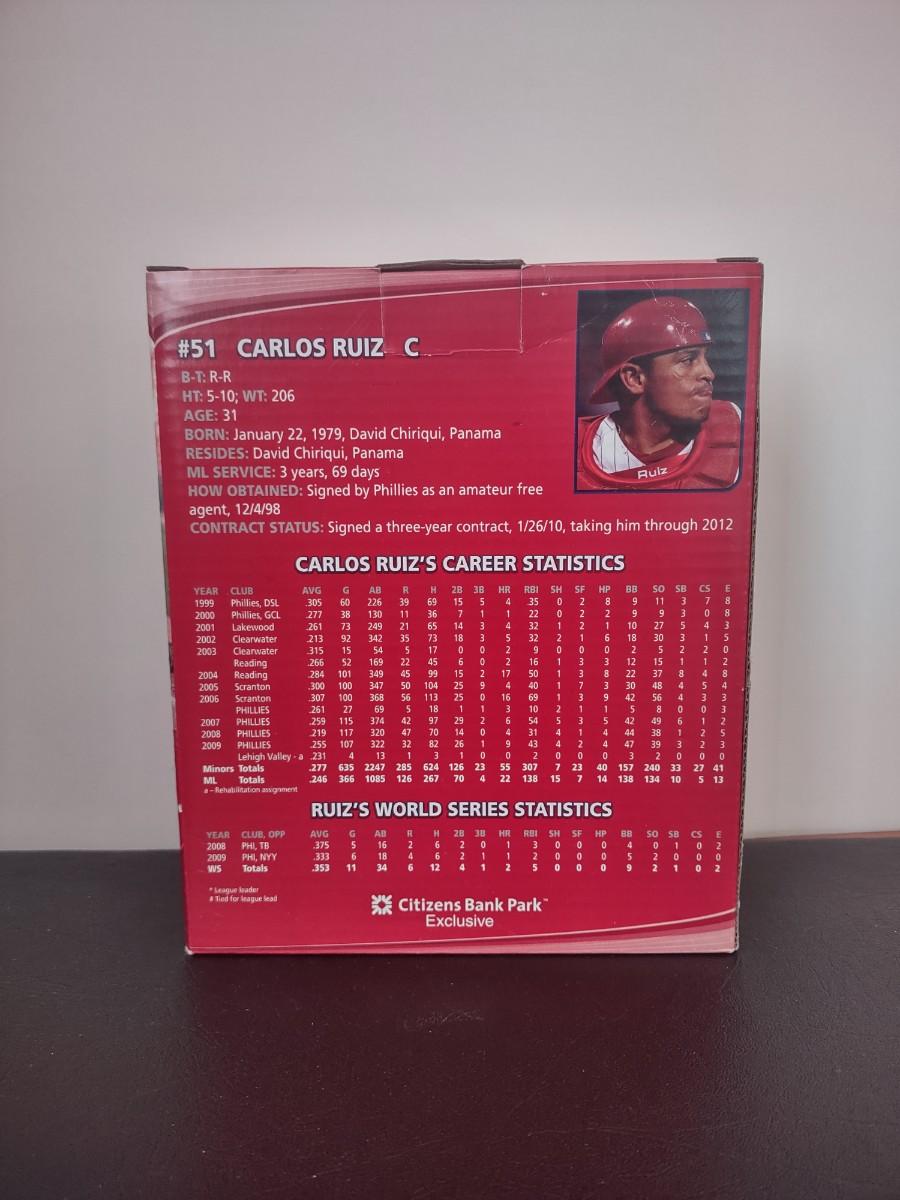 #51 CARLOS RUIZ C
B-T: R-R
HT: 5-10; WT: 206
AGE: 31
BORN: January 22, 1979, David Chiriqui, Panama
RESIDES: David Chiriqui, Panama
ML SERVICE: 3 years, 69 days
HOW OBTAINED: Signed by Phillies as an amateur free
agent, 12/4/98
CONTRACT STATUS: Signed a three-year contract, 1/26/10, taking him through 2012
Ruiz
CARLOS RUIZ'S CAREER STATISTICS
YEAR CLUB AVG G AB R H 2B 3B HR RBI SH SF HP BB SO SB CS E
1999 Phillies, DSL .305 60 226 39 69 15 5 4 35 0 2 8 9 11 3 7 8
2000 Phillies, GCL .277 38 130 11 36 7 1 1 22 0 2 2 9 9 3 0 8
2001 Lakewood .261 73 249 21 65 14 3 4 32 1 2 1 10 27 5 4 3
2002 Clearwater .213 92 342 35 73 18 3 5 32 2 1 6 18 30 3 1 5
2003 Clearwater .315 15 54 5 17 0 0 2 9 0 0 0 2 5 2 2 0
Reading .266 52 169 22 45 6 0 2 16 1 3 3 12 15 1 1 2
2004 Reading .284 101 349 45 99 15 2 17 50 1 3 8 22 37 8 4 8
2005 Scranton .300 100 347 50 104 25 9 4 40 1 7 3 30 48 4 5 4
2006 Scranton .307 100 368 56 113 25 0 16 69 1 3 9 42 56 4 3 3
PHILLIES .261 27 69 5 18 1 1 3 10 2 1 1 5 8 0 0 3
2007 PHILLIES .259 115 374 42 97 29 2 6 54 5 3 5 42 49 6 1 2
2008 PHILLIES .219 117 320 47 70 14 0 4 31 4 1 4 44 38 1 2 5
2009 PHILLIES .255 107 322 32 82 26 1 9 43 4 2 4 47 39 3 2 3
Lehigh Valley - a .231 4 13 1 3 1 0 0 2 0 0 0 3 2 0 0 0
Minors Totals .277 635 2247 285 624 126 23 55 307 7 23 40 157 240 33 27 41
ML Totals .246 366 1085 126 267 70 4 22 138 15 7 14 138 134 10 5 13
a – Rehabilitation assignment
RUIZ'S WORLD SERIES STATISTICS
YEAR CLUB, OPP AVG G AB R H 2B 3B HR RBI SH SF HP BB SO SB CS E
2008 PHI, TB .375 5 16 2 6 2 0 1 3 0 0 0 4 0 1 0 2
2009 PHI, NYY .333 6 18 4 6 2 1 1 2 0 0 0 5 2 0 0 0
WS Totals .353 11 34 6 12 4 1 2 5 0 0 0 9 2 1 0 2
* League leader
# Tied for league lead
Citizens Bank Park™
Exclusive